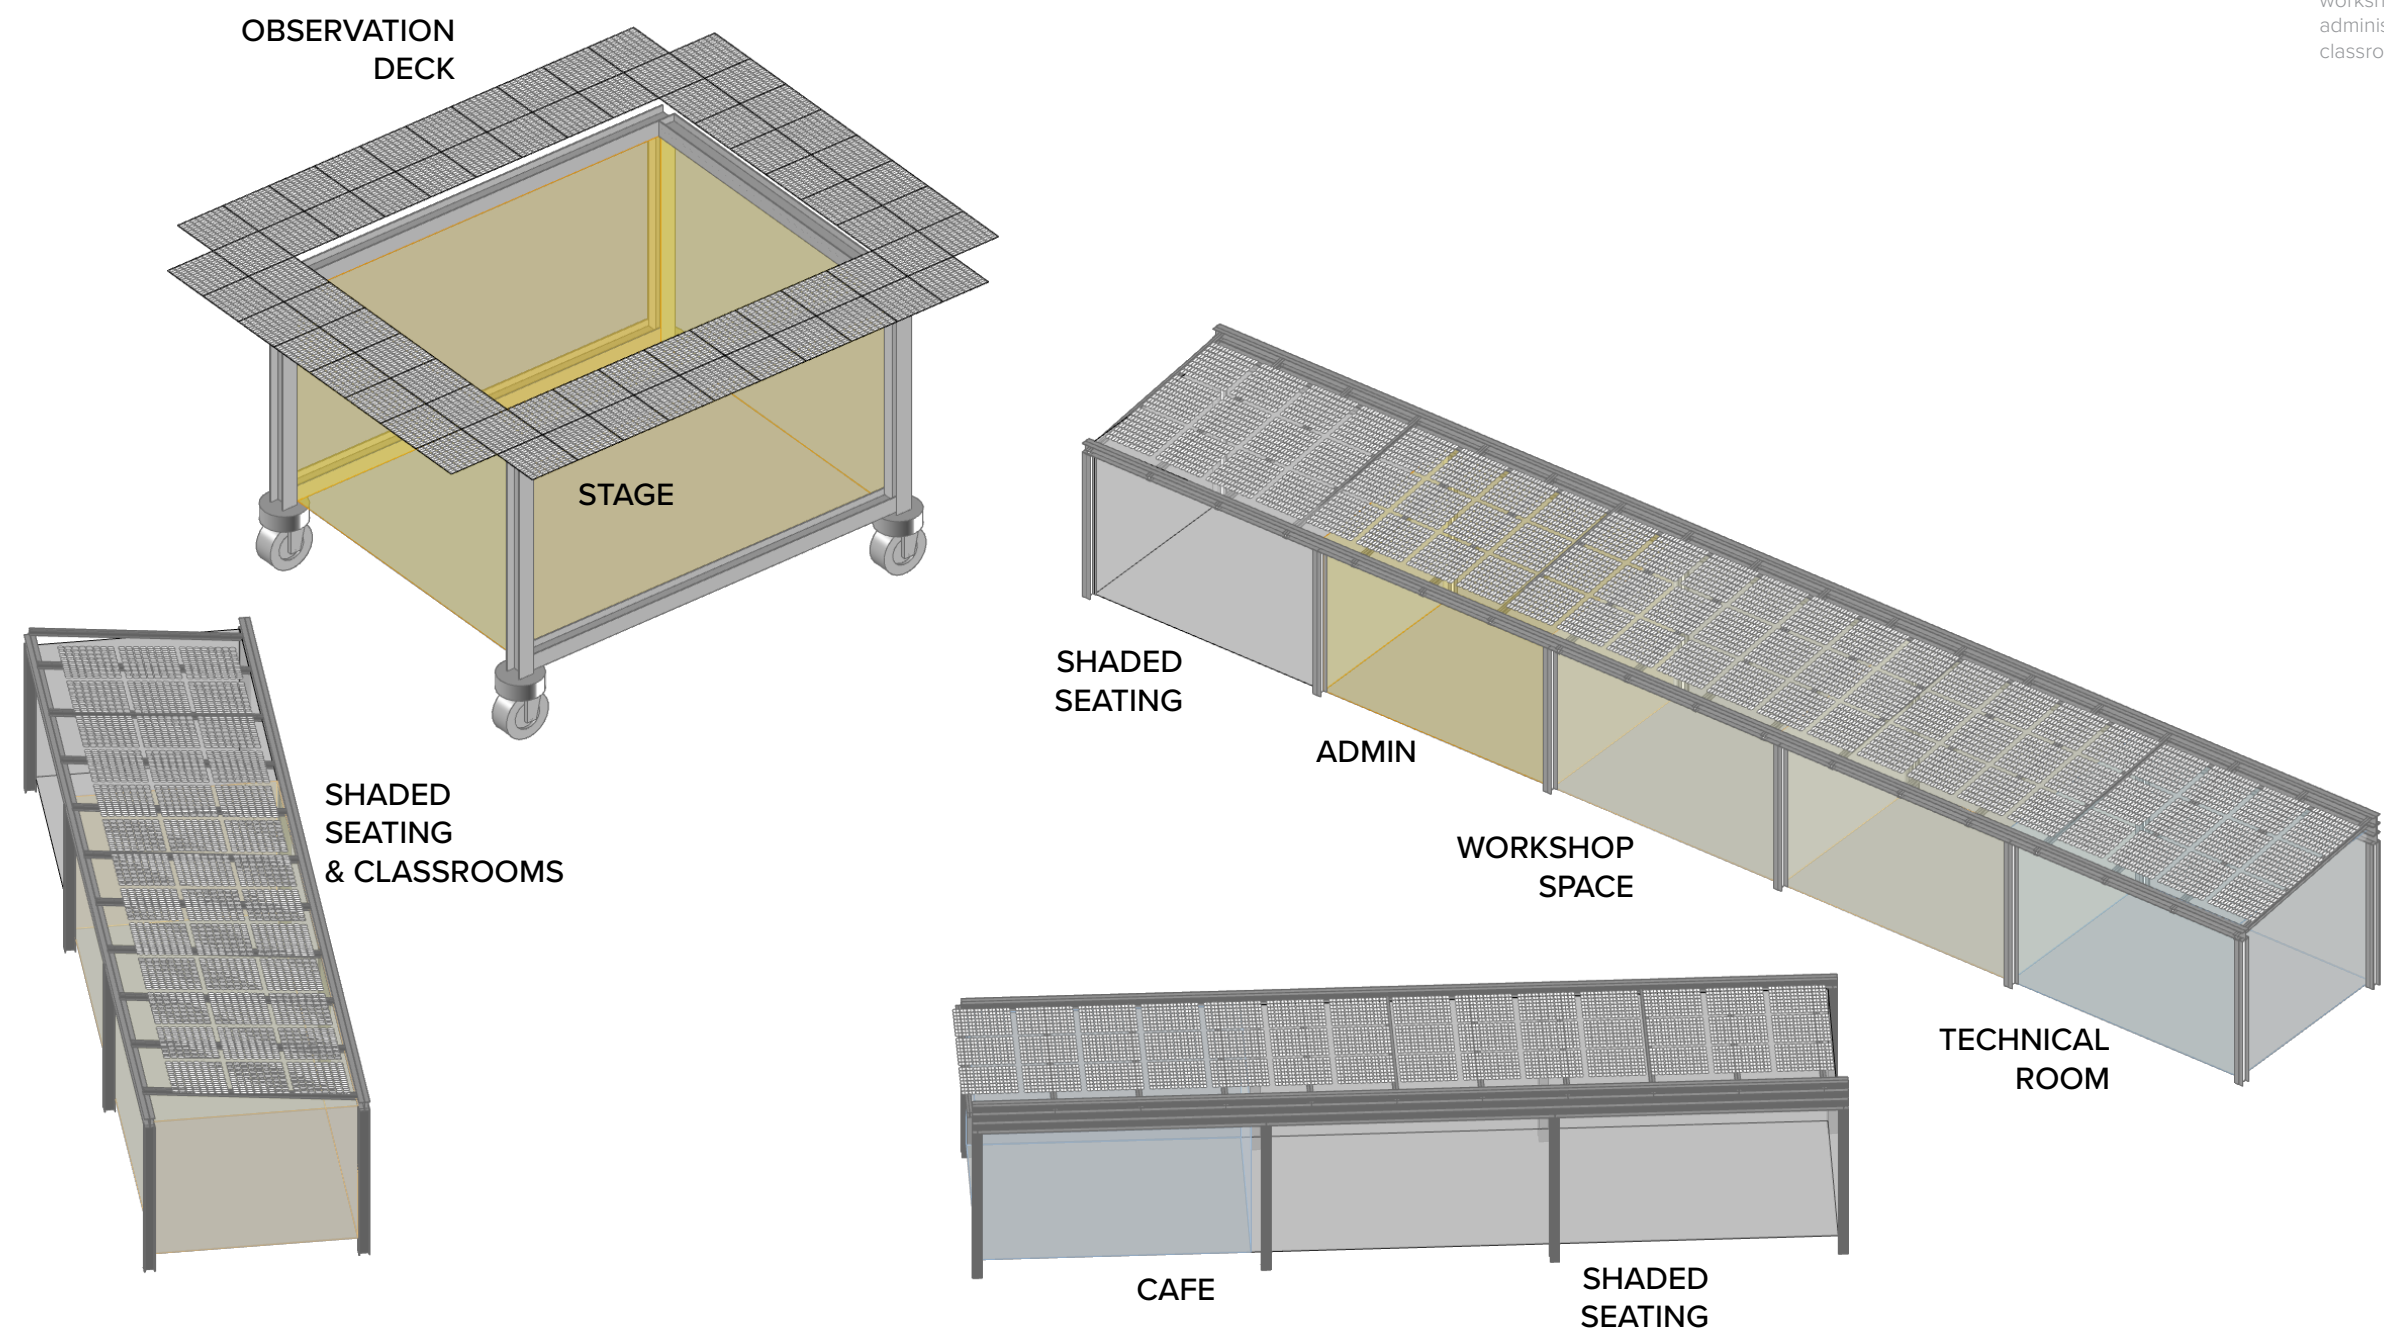 OBSERVATION
DECK
STAGE
SHADED
SEATING
& CLASSROOMS
SHADED
SEATING
ADMIN
WORKSHOP
SPACE
TECHNICAL
ROOM
CAFE
SHADED
SEATING